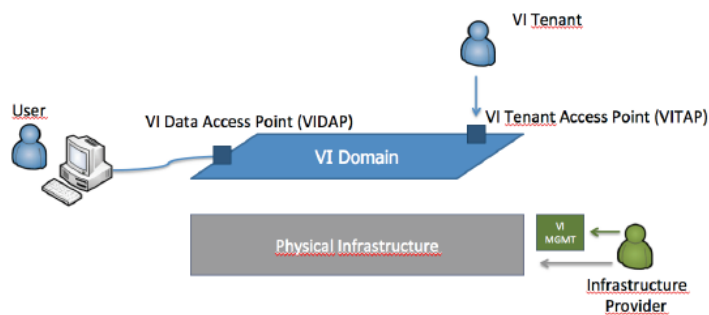 VI Tenant
User
VI Data Access Point (VIDAP)
VI Tenant Access Point (VITAP)
VI Domain
Physical Infrastructure
VI
MGMT
Infrastructure
Provider